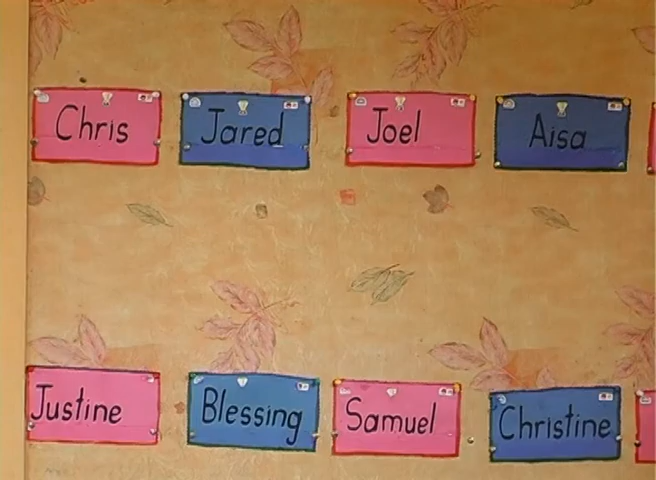 Chris
Jared
Joel
Aisa
Justine
Blessing
Samuel
Christine